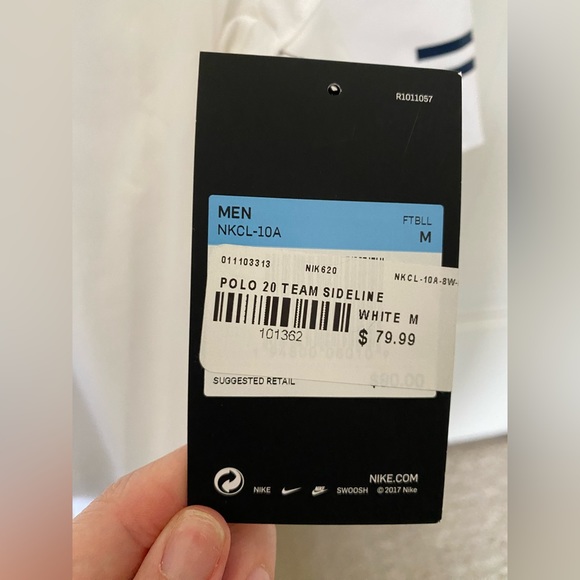 R1011057
MEN FTBLL
NKCL-10A M
011103313 NIK620 NKCL-10A-8W-
POLO 20 TEAM SIDELINE
WHITE M
101362 $ 79.99
SUGGESTED RETAIL $80.00
NIKE.COM
NIKE SWOOSH © 2017 Nike